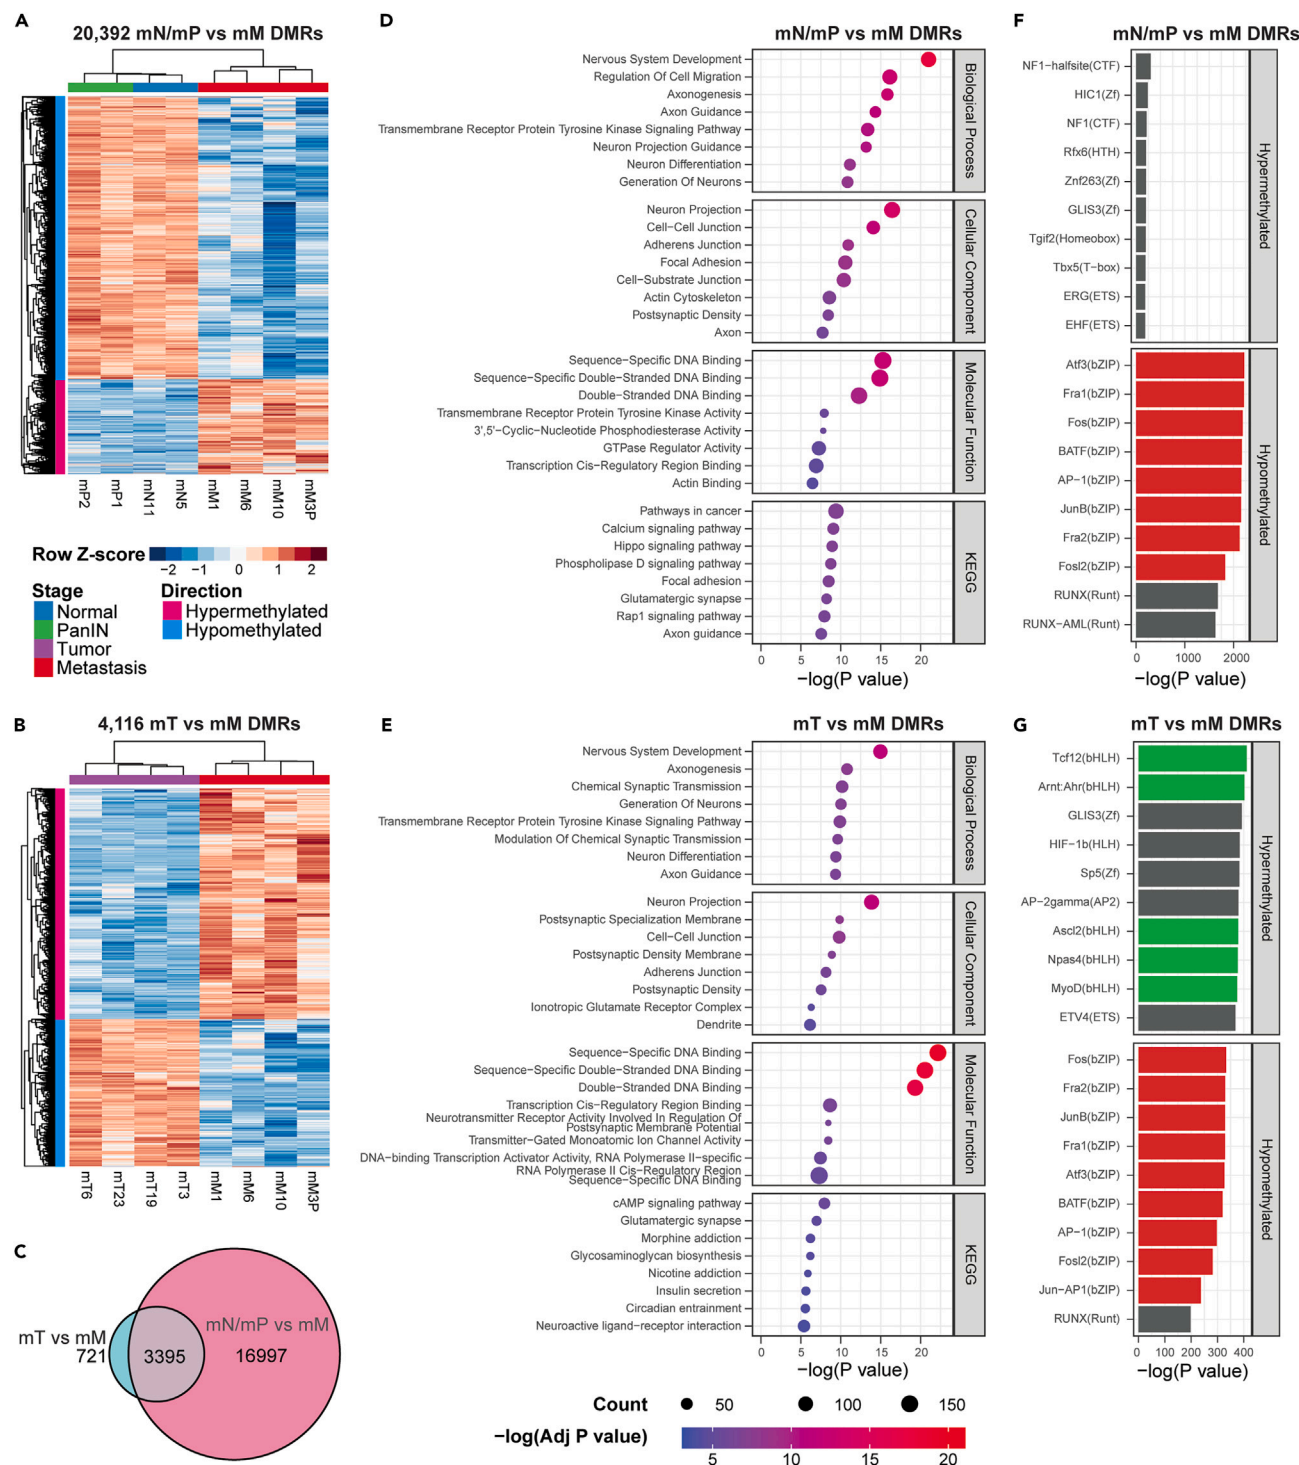 A
20,392 mN/mP vs mM DMRs
mP2
mP1
mN11
mN5
mM1
mM6
mM10
mM3P
Row Z-score
−2 −1 0 1 2
Stage
Normal
PanIN
Tumor
Metastasis
Direction
Hypermethylated
Hypomethylated
B
4,116 mT vs mM DMRs
mT6
mT23
mT19
mT3
mM1
mM6
mM10
mM3P
C
mT vs mM
721
3395
mN/mP vs mM
16997
D
mN/mP vs mM DMRs
Nervous System Development
Regulation Of Cell Migration
Axonogenesis
Axon Guidance
Transmembrane Receptor Protein Tyrosine Kinase Signaling Pathway
Neuron Projection Guidance
Neuron Differentiation
Generation Of Neurons
Biological Process
Neuron Projection
Cell−Cell Junction
Adherens Junction
Focal Adhesion
Cell−Substrate Junction
Actin Cytoskeleton
Postsynaptic Density
Axon
Cellular Component
Sequence−Specific DNA Binding
Sequence−Specific Double−Stranded DNA Binding
Double−Stranded DNA Binding
Transmembrane Receptor Protein Tyrosine Kinase Activity
3',5'−Cyclic−Nucleotide Phosphodiesterase Activity
GTPase Regulator Activity
Transcription Cis−Regulatory Region Binding
Actin Binding
Molecular Function
Pathways in cancer
Calcium signaling pathway
Hippo signaling pathway
Phospholipase D signaling pathway
Focal adhesion
Glutamatergic synapse
Rap1 signaling pathway
Axon guidance
KEGG
0 5 10 15 20
−log(P value)
E
mT vs mM DMRs
Nervous System Development
Axonogenesis
Chemical Synaptic Transmission
Generation Of Neurons
Transmembrane Receptor Protein Tyrosine Kinase Signaling Pathway
Modulation Of Chemical Synaptic Transmission
Neuron Differentiation
Axon Guidance
Biological Process
Neuron Projection
Postsynaptic Specialization Membrane
Cell−Cell Junction
Postsynaptic Density Membrane
Adherens Junction
Postsynaptic Density
Ionotropic Glutamate Receptor Complex
Dendrite
Cellular Component
Sequence−Specific DNA Binding
Sequence−Specific Double−Stranded DNA Binding
Double−Stranded DNA Binding
Transcription Cis−Regulatory Region Binding
Neurotransmitter Receptor Activity Involved In Regulation Of
Postsynaptic Membrane Potential
Transmitter−Gated Monoatomic Ion Channel Activity
DNA−binding Transcription Activator Activity, RNA Polymerase II−specific
RNA Polymerase II Cis−Regulatory Region
Sequence−Specific DNA Binding
Molecular Function
cAMP signaling pathway
Glutamatergic synapse
Morphine addiction
Glycosaminoglycan biosynthesis
Nicotine addiction
Insulin secretion
Circadian entrainment
Neuroactive ligand−receptor interaction
KEGG
0 5 10 15 20
−log(P value)
Count 50 100 150
−log(Adj P value)
5 10 15 20
F
mN/mP vs mM DMRs
NF1−halfsite(CTF)
HIC1(Zf)
NF1(CTF)
Rfx6(HTH)
Znf263(Zf)
GLIS3(Zf)
Tgif2(Homeobox)
Tbx5(T−box)
ERG(ETS)
EHF(ETS)
Hypermethylated
Atf3(bZIP)
Fra1(bZIP)
Fos(bZIP)
BATF(bZIP)
AP−1(bZIP)
JunB(bZIP)
Fra2(bZIP)
Fosl2(bZIP)
RUNX(Runt)
RUNX−AML(Runt)
Hypomethylated
0 1000 2000
−log(P value)
G
mT vs mM DMRs
Tcf12(bHLH)
Arnt:Ahr(bHLH)
GLIS3(Zf)
HIF−1b(HLH)
Sp5(Zf)
AP−2gamma(AP2)
Ascl2(bHLH)
Npas4(bHLH)
MyoD(bHLH)
ETV4(ETS)
Hypermethylated
Fos(bZIP)
Fra2(bZIP)
JunB(bZIP)
Fra1(bZIP)
Atf3(bZIP)
BATF(bZIP)
AP−1(bZIP)
Fosl2(bZIP)
Jun−AP1(bZIP)
RUNX(Runt)
Hypomethylated
0 100 200 300 400
−log(P value)